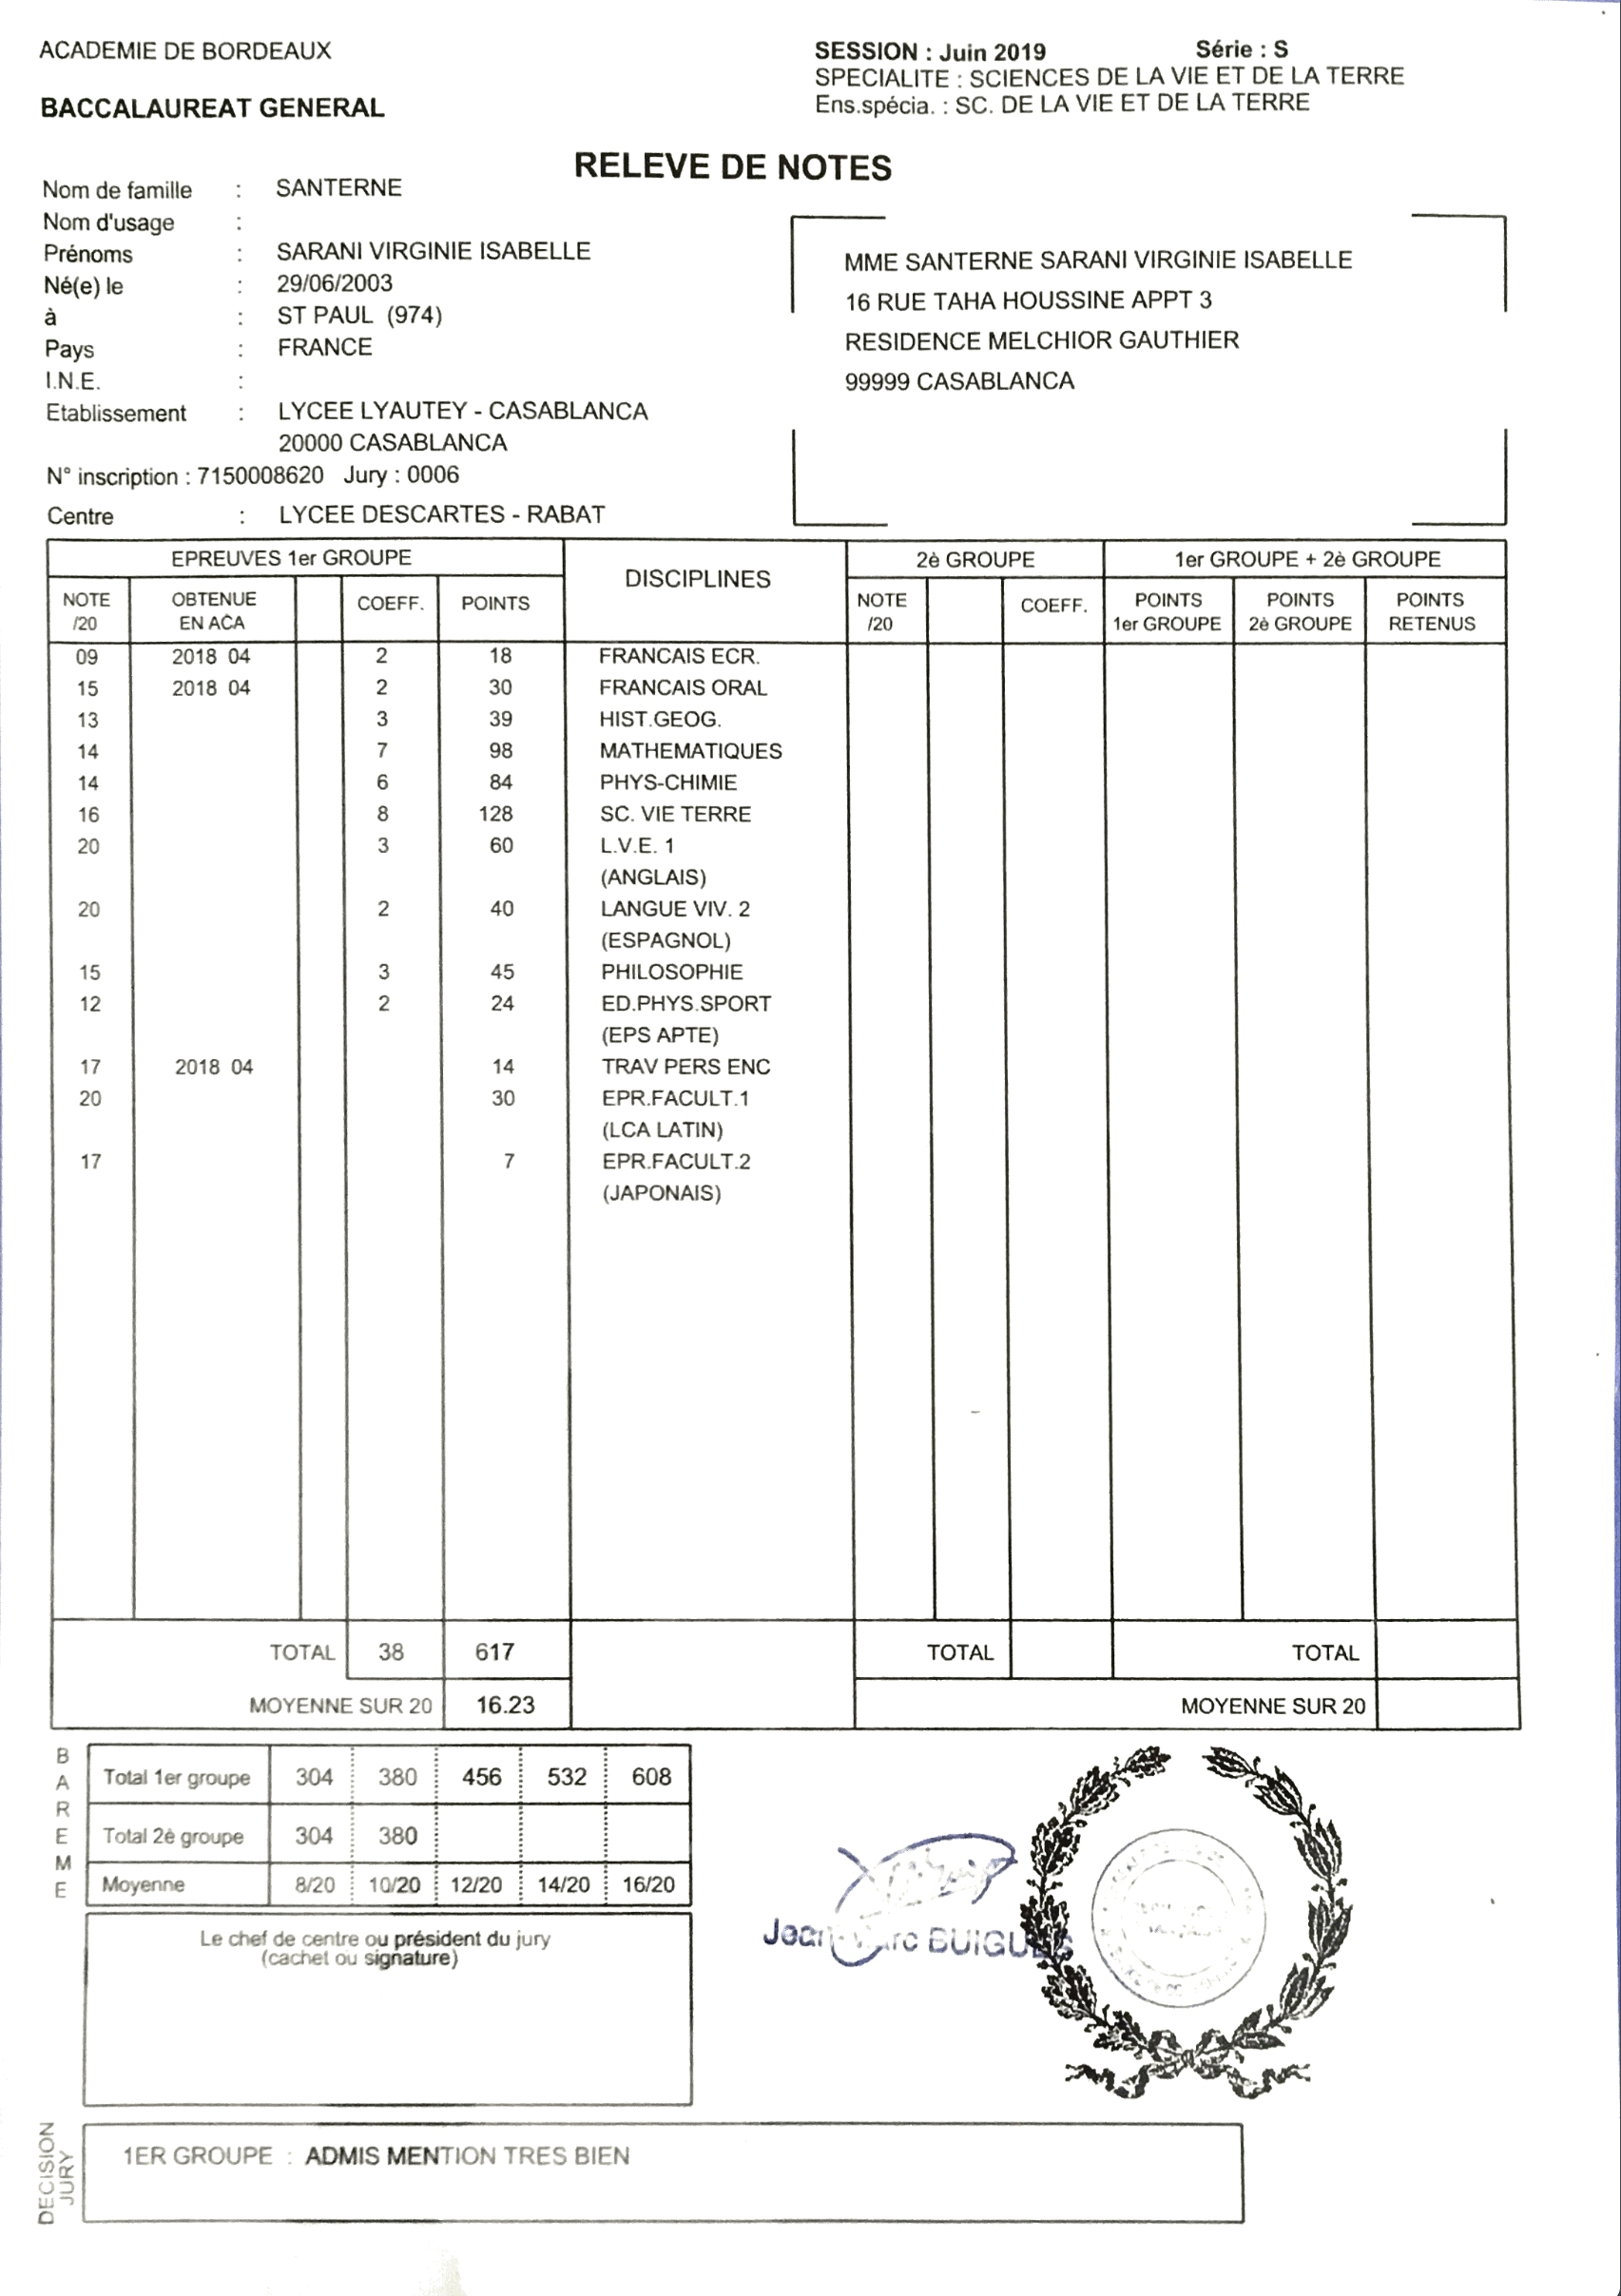 ACADEMIE DE BORDEAUX
SESSION : Juin 2019 Série : S
SPECIALITE : SCIENCES DE LA VIE ET DE LA TERRE
BACCALAUREAT GENERAL
Ens.spécia. : SC. DE LA VIE ET DE LA TERRE
RELEVE DE NOTES
Nom de famille : SANTERNE
Nom d'usage :
Prénoms : SARANI VIRGINIE ISABELLE
Né(e) le : 29/06/2003
à : ST PAUL (974)
Pays : FRANCE
I.N.E. :
Etablissement : LYCEE LYAUTEY - CASABLANCA
20000 CASABLANCA
N° inscription : 7150008620 Jury : 0006
Centre : LYCEE DESCARTES - RABAT
MME SANTERNE SARANI VIRGINIE ISABELLE
16 RUE TAHA HOUSSINE APPT 3
RESIDENCE MELCHIOR GAUTHIER
99999 CASABLANCA
EPREUVES 1er GROUPE DISCIPLINES 2è GROUPE 1er GROUPE + 2è GROUPE
NOTE OBTENUE COEFF. POINTS NOTE COEFF. POINTS POINTS POINTS
/20 EN ACA /20 1er GROUPE 2è GROUPE RETENUS
09 2018 04 2 18 FRANCAIS ECR.
15 2018 04 2 30 FRANCAIS ORAL
13 3 39 HIST.GEOG.
14 7 98 MATHEMATIQUES
14 6 84 PHYS-CHIMIE
16 8 128 SC. VIE TERRE
20 3 60 L.V.E. 1
(ANGLAIS)
20 2 40 LANGUE VIV. 2
(ESPAGNOL)
15 3 45 PHILOSOPHIE
12 2 24 ED.PHYS.SPORT
(EPS APTE)
17 2018 04 14 TRAV PERS ENC
20 30 EPR.FACULT.1
(LCA LATIN)
17 7 EPR.FACULT.2
(JAPONAIS)
TOTAL 38 617 TOTAL TOTAL
MOYENNE SUR 20 16.23 MOYENNE SUR 20
BAREME
Total 1er groupe 304 380 456 532 608
Total 2è groupe 304 380
Moyenne 8/20 10/20 12/20 14/20 16/20
Le chef de centre ou président du jury
(cachet ou signature)
Jean-Marc BUIGUES
DECISION
JURY
1ER GROUPE : ADMIS MENTION TRES BIEN